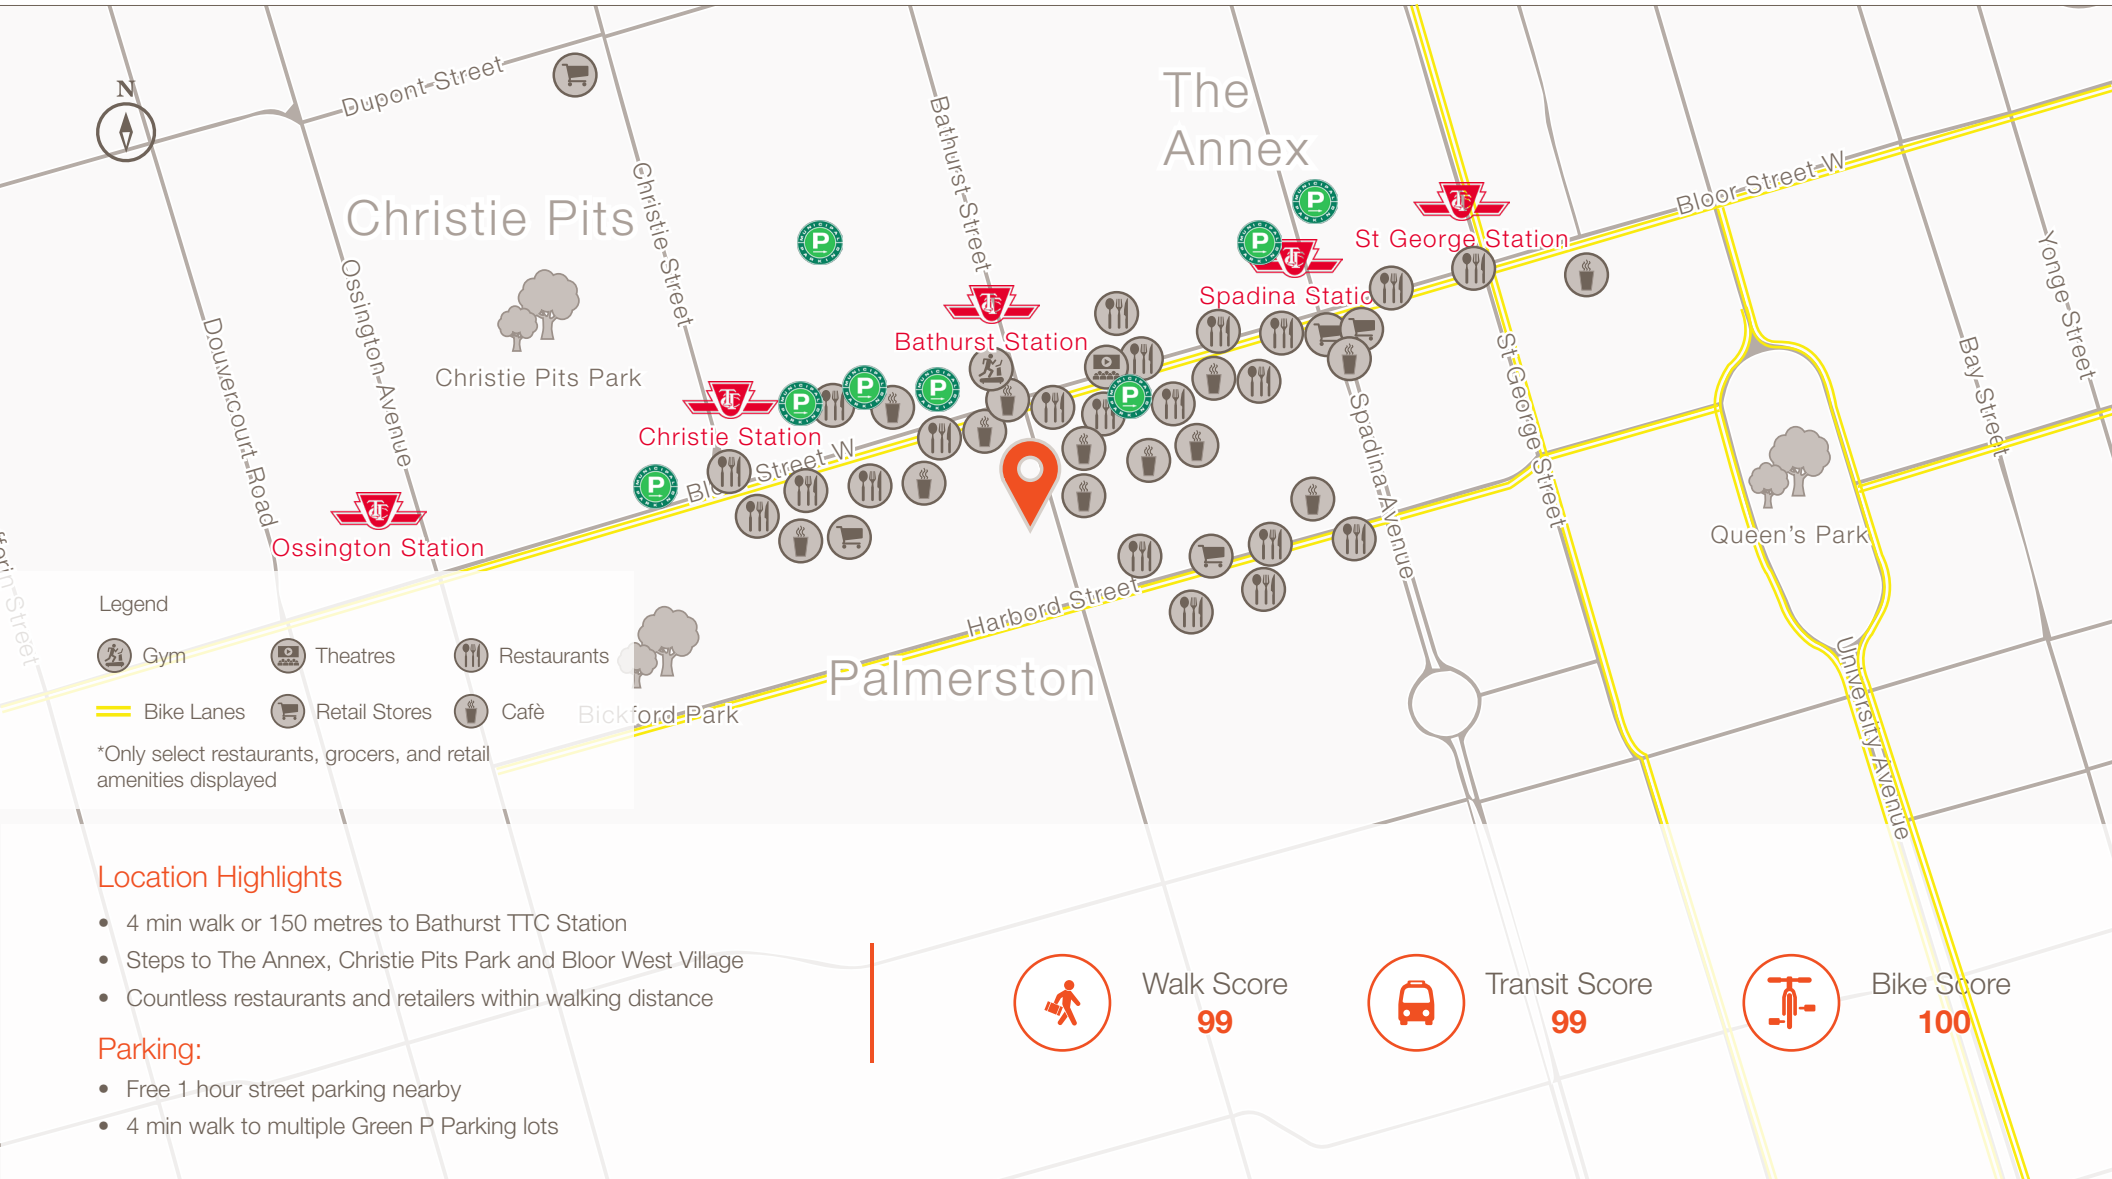 N
Dupont Street
The
Annex
Christie Pits
Christie Street
Bathurst Street
Bloor Street W
St George Station
Spadina Statio
Bathurst Station
Christie Pits Park
Christie Station
Street W
Ossington Station
Ossington Avenue
Douvercourt Road
Street
Spadina Avenue
St George Street
Yonge Street
Bay Street
Queen's Park
University Avenue
Harbord Street
Palmerston
Bickford Park
P
P
P
P
P
P
P
P
Legend
Gym
Theatres
Restaurants
Bike Lanes
Retail Stores
Cafè
*Only select restaurants, grocers, and retail
amenities displayed
Location Highlights
• 4 min walk or 150 metres to Bathurst TTC Station
• Steps to The Annex, Christie Pits Park and Bloor West Village
• Countless restaurants and retailers within walking distance
Parking:
• Free 1 hour street parking nearby
• 4 min walk to multiple Green P Parking lots
Walk Score
99
Transit Score
99
Bike Score
100